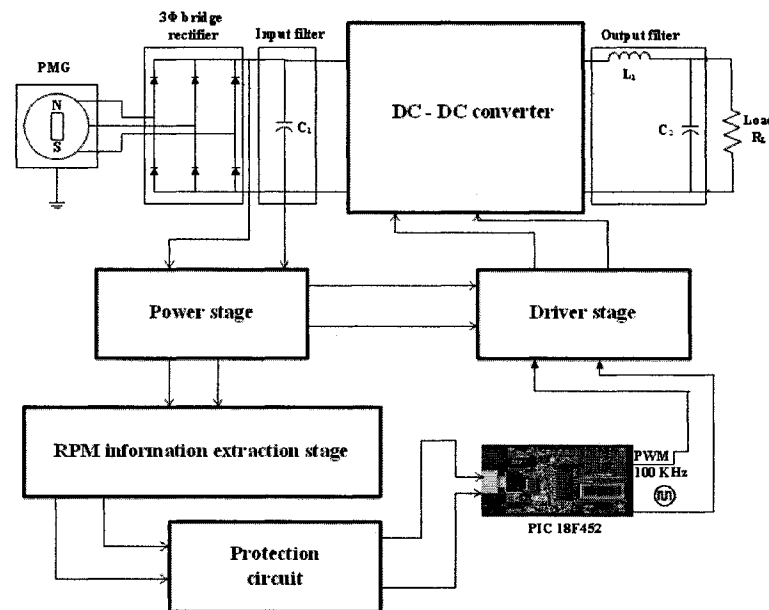 3Φ bridge
rectifier
Input filter
Output filter
PMG
N
S
C₁
DC - DC converter
L₁
C₂
Load
R_L
Power stage
Driver stage
RPM information extraction stage
PWM
100 KHz
PIC 18F452
Protection
circuit